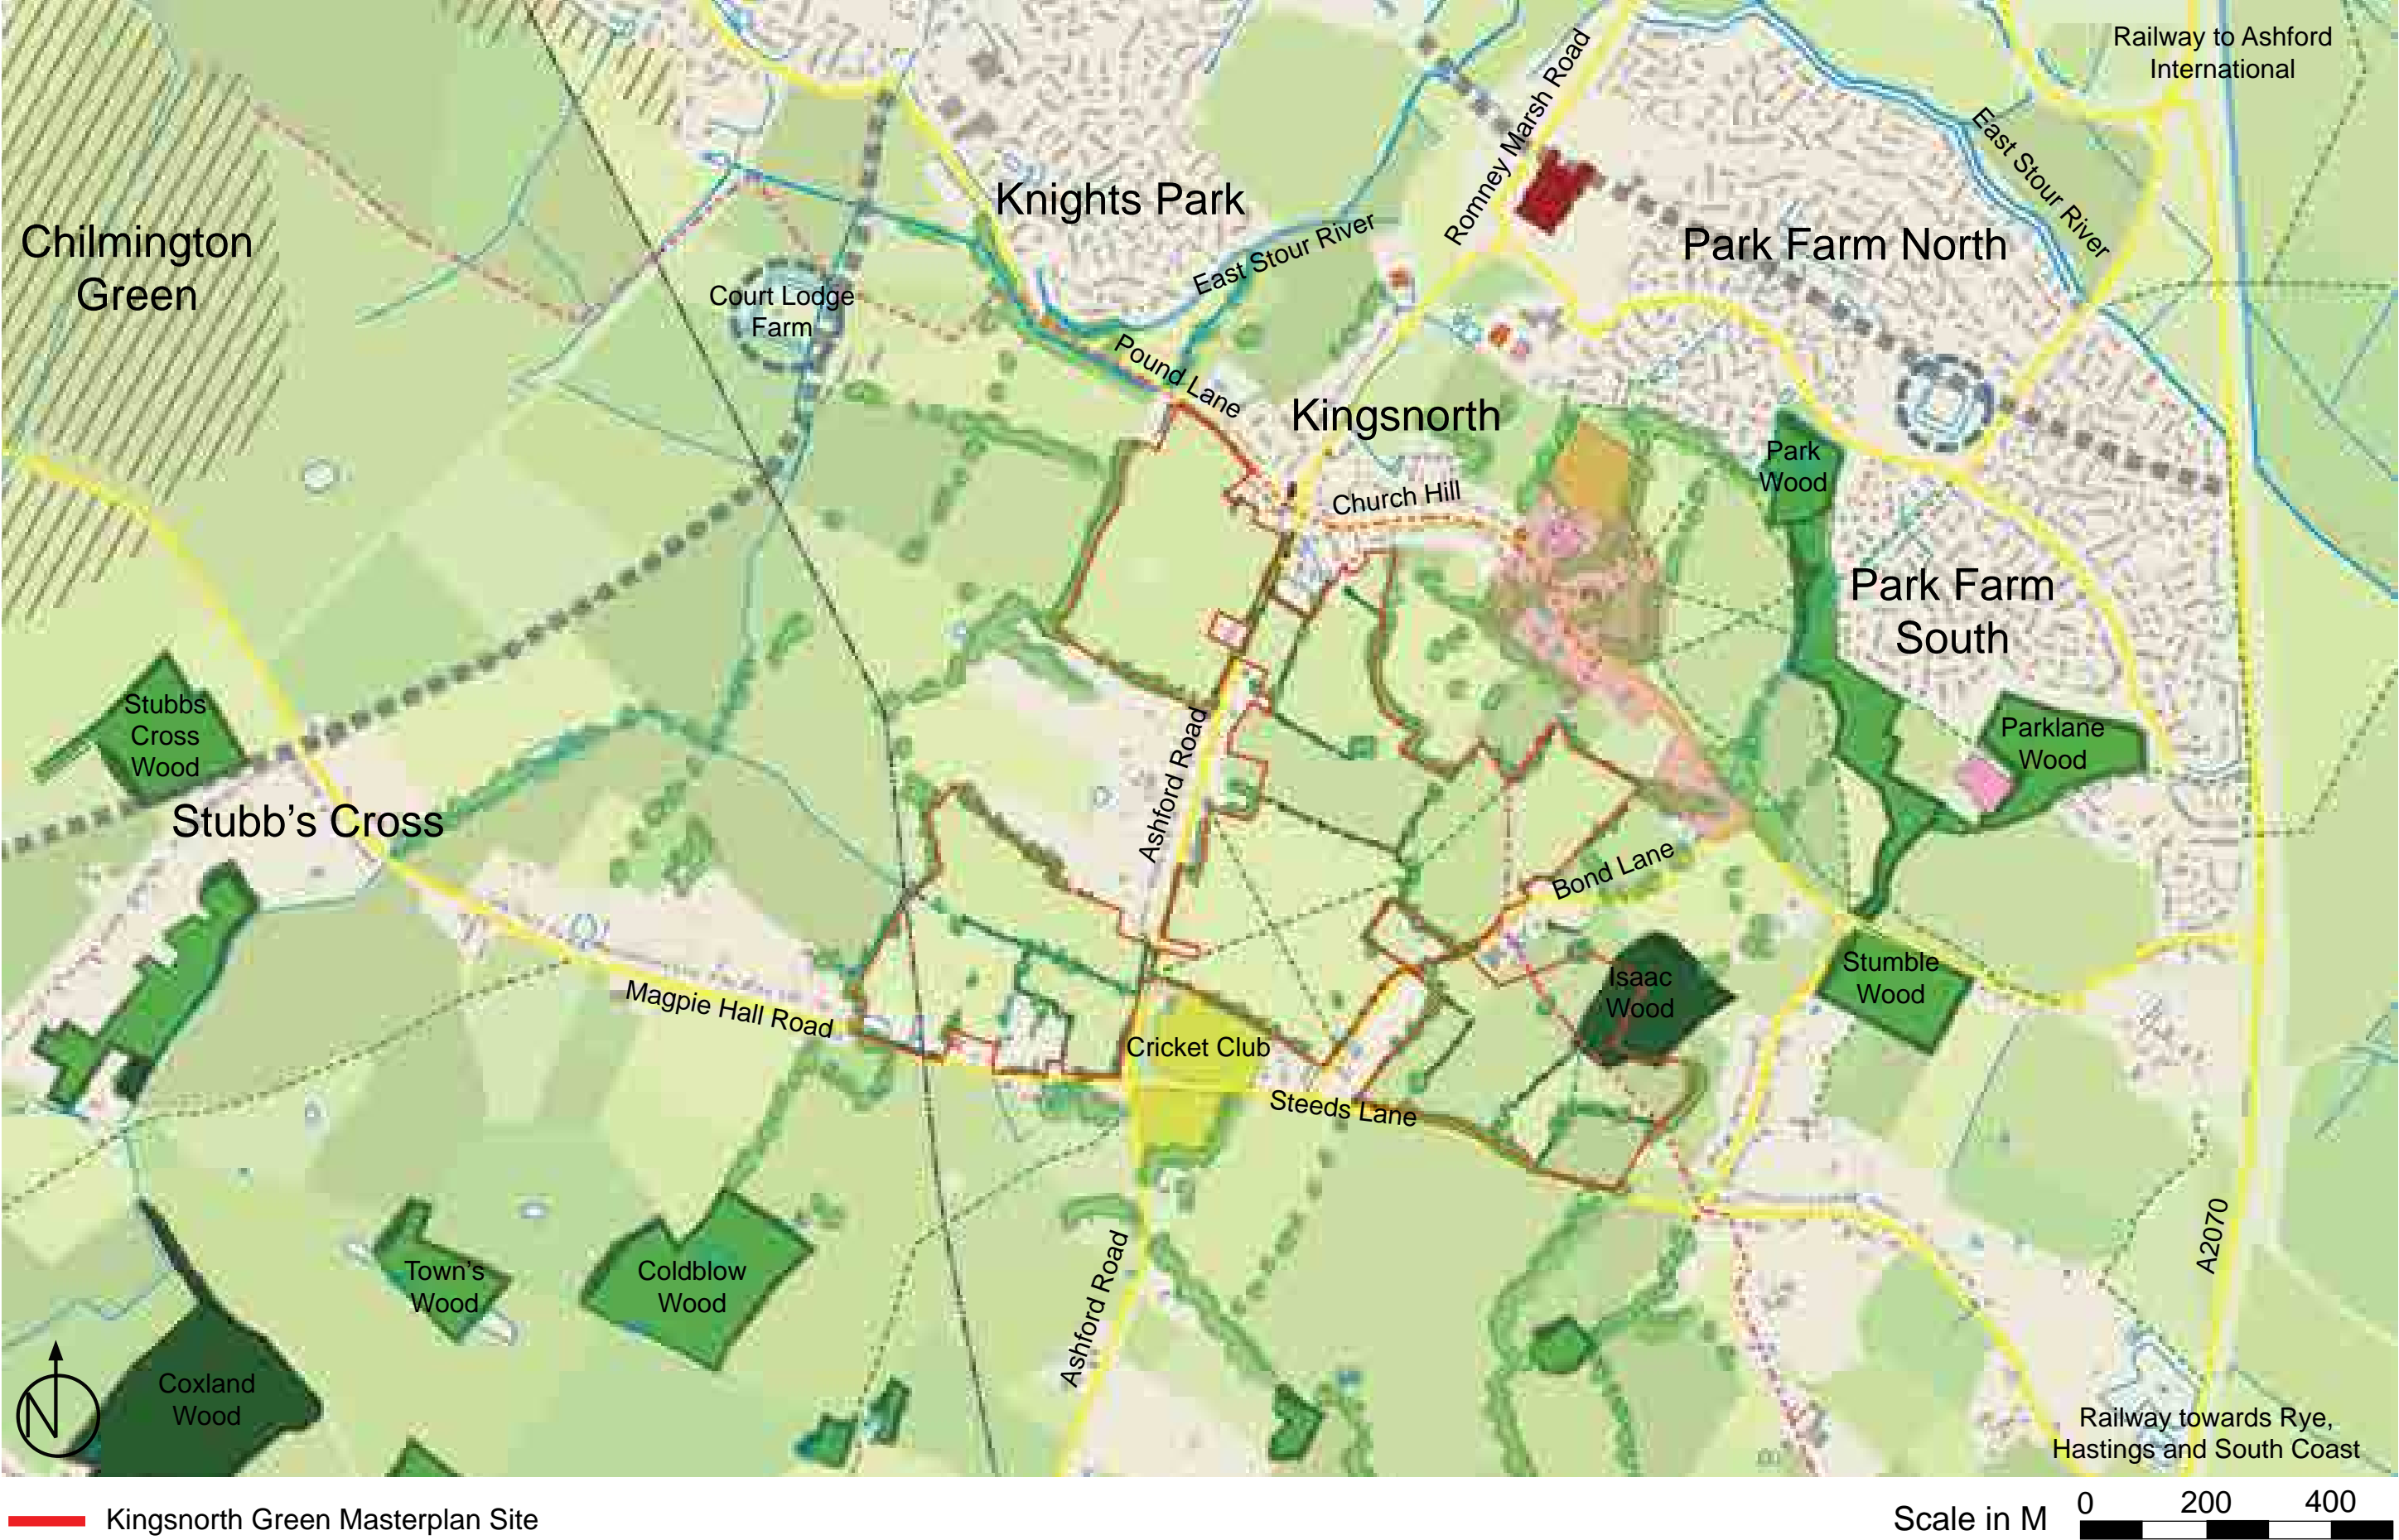 Railway to Ashford
International
Romney Marsh Road
East Stour River
Knights Park
Park Farm North
Chilmington
Green
East Stour River
Court Lodge
Farm
Pound Lane
Kingsnorth
Park
Wood
Church Hill
Park Farm
South
Stubbs
Cross
Wood
Parklane
Wood
Ashford Road
Stubb's Cross
Bond Lane
Isaac
Wood
Stumble
Wood
Magpie Hall Road
Cricket Club
Steeds Lane
A2070
Town's
Wood
Coldblow
Wood
Ashford Road
Coxland
Wood
N
Railway towards Rye,
Hastings and South Coast
Kingsnorth Green Masterplan Site
Scale in M
0 200 400